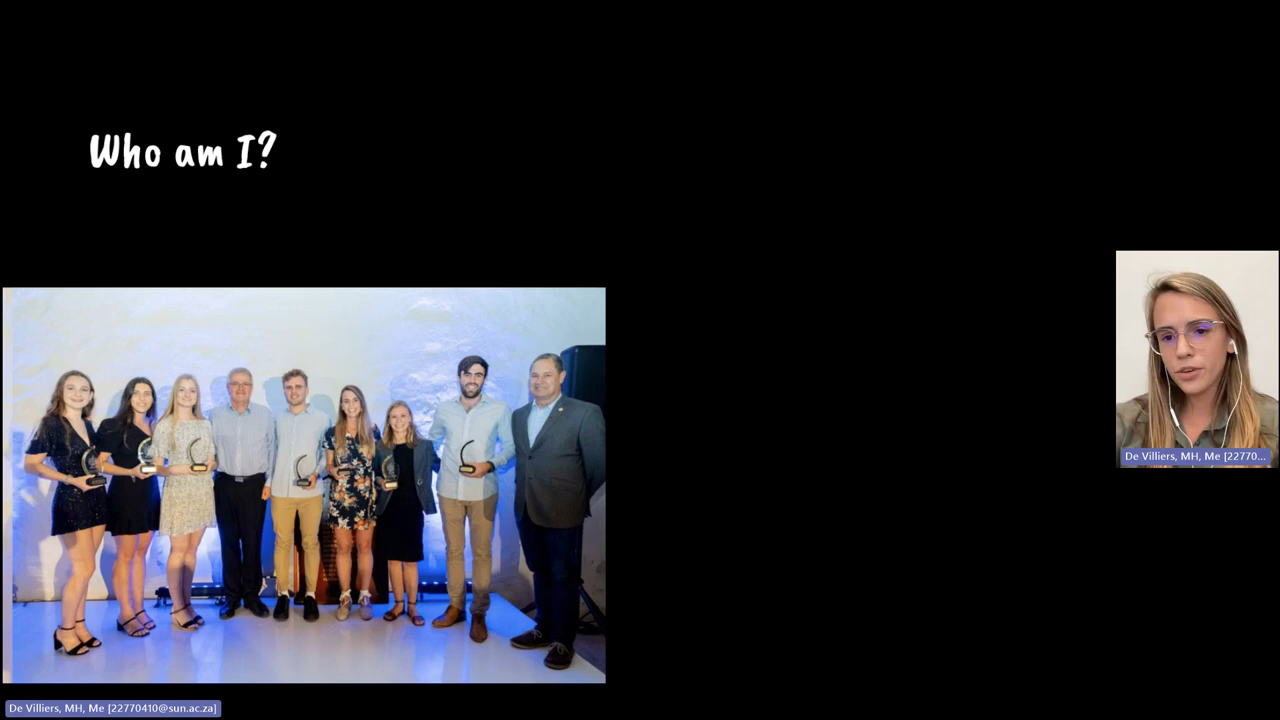 Who am I?
De Villiers, MH, Me [22770...
De Villiers, MH, Me [22770410@sun.ac.za]